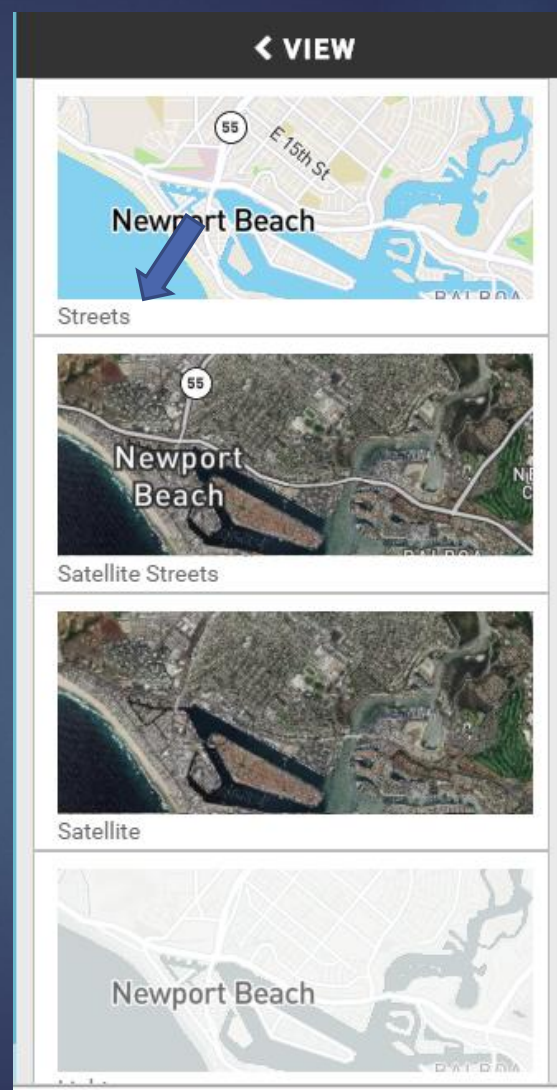 VIEW
55
E 15th St
Newport Beach
Streets
55
Newport
Beach
Satellite Streets
Satellite
Newport Beach